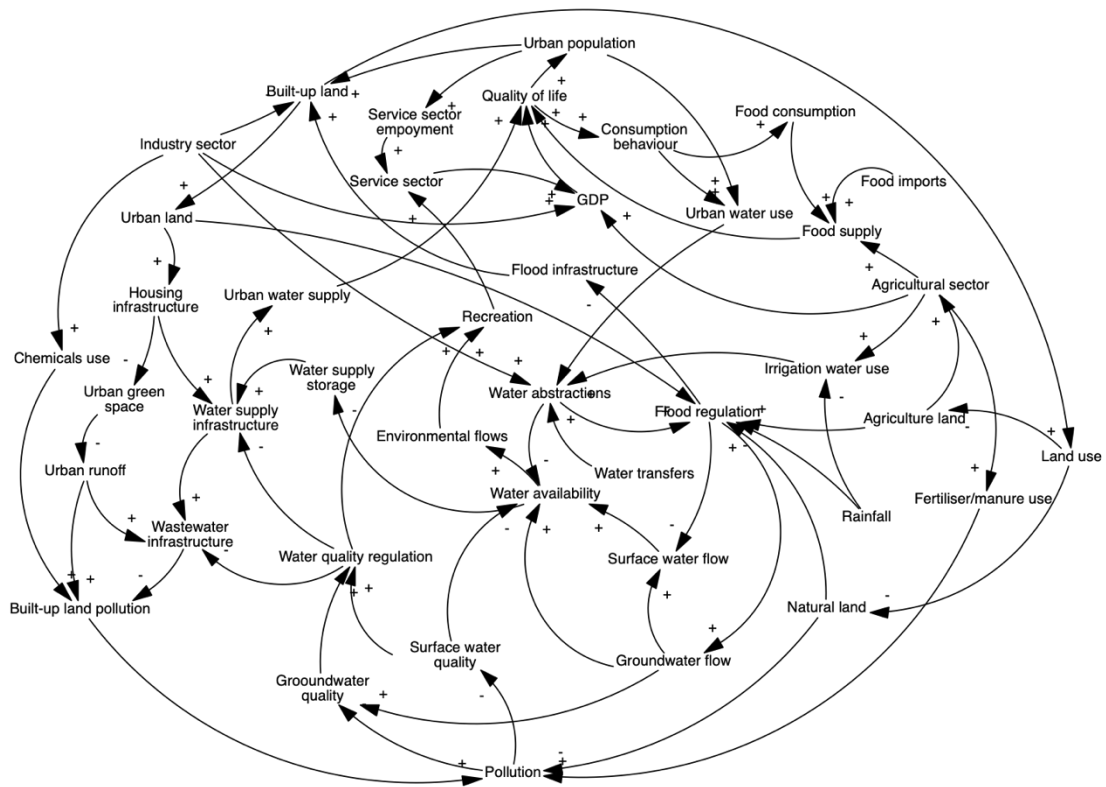 Urban population
Built-up land
Quality of life
Service sector
empoyment
Consumption
behaviour
Food consumption
Industry sector
Service sector
GDP
Food imports
Urban land
Urban water use
Food supply
Flood infrastructure
Agricultural sector
Housing
infrastructure
Urban water supply
Recreation
Chemicals use
Water supply
storage
Irrigation water use
Urban green
space
Water abstractions
Water supply
infrastructure
Food regulation
Agriculture land
Environmental flows
Land use
Urban runoff
Water transfers
Water availability
Fertiliser/manure use
Rainfall
Wastewater
infrastructure
Water quality regulation
Surface water flow
Built-up land pollution
Natural land
Surface water
quality
Groundwater flow
Grooundwater
quality
Pollution